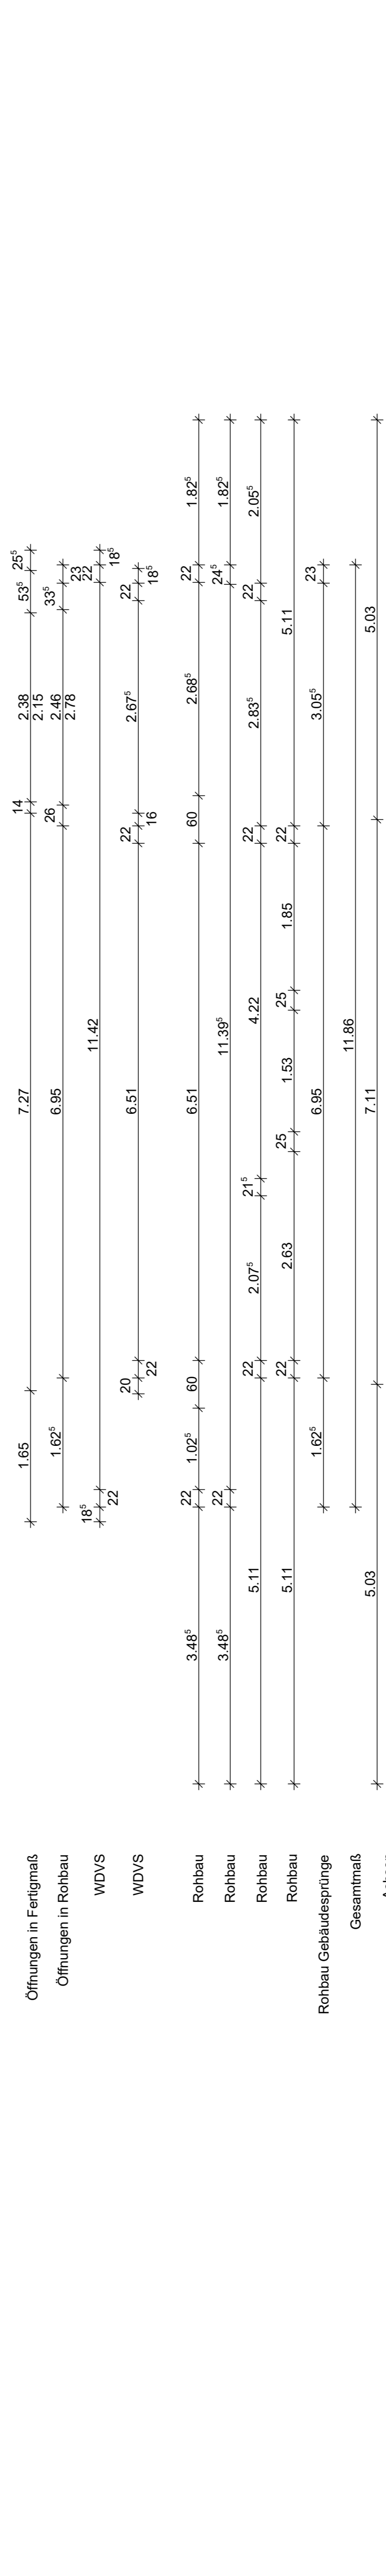 Öffnungen in Fertigmaß 1.65 7.27 14 2.38 2.15 53⁵ 25⁵
Öffnungen in Rohbau 1.62⁵ 6.95 26 2.46 2.78 33⁵
WDVS 18⁵ 22 11.42 22 23 18⁵
WDVS 20 22 6.51 22 16 2.67⁵ 22 18⁵
Rohbau 3.48⁵ 22 1.02⁵ 60 6.51 60 2.68⁵ 22 1.82⁵
Rohbau 3.48⁵ 22 11.39⁵ 24⁵ 1.82⁵
Rohbau 5.11 22 2.07⁵ 21⁵ 4.22 22 2.83⁵ 22 2.05⁵
Rohbau 5.11 22 2.63 25 1.53 25 1.85 22 5.11
Rohbau Gebäudesprünge 1.62⁵ 6.95 3.05⁵ 23
Gesamtmaß 11.86
5.03 7.11 5.03